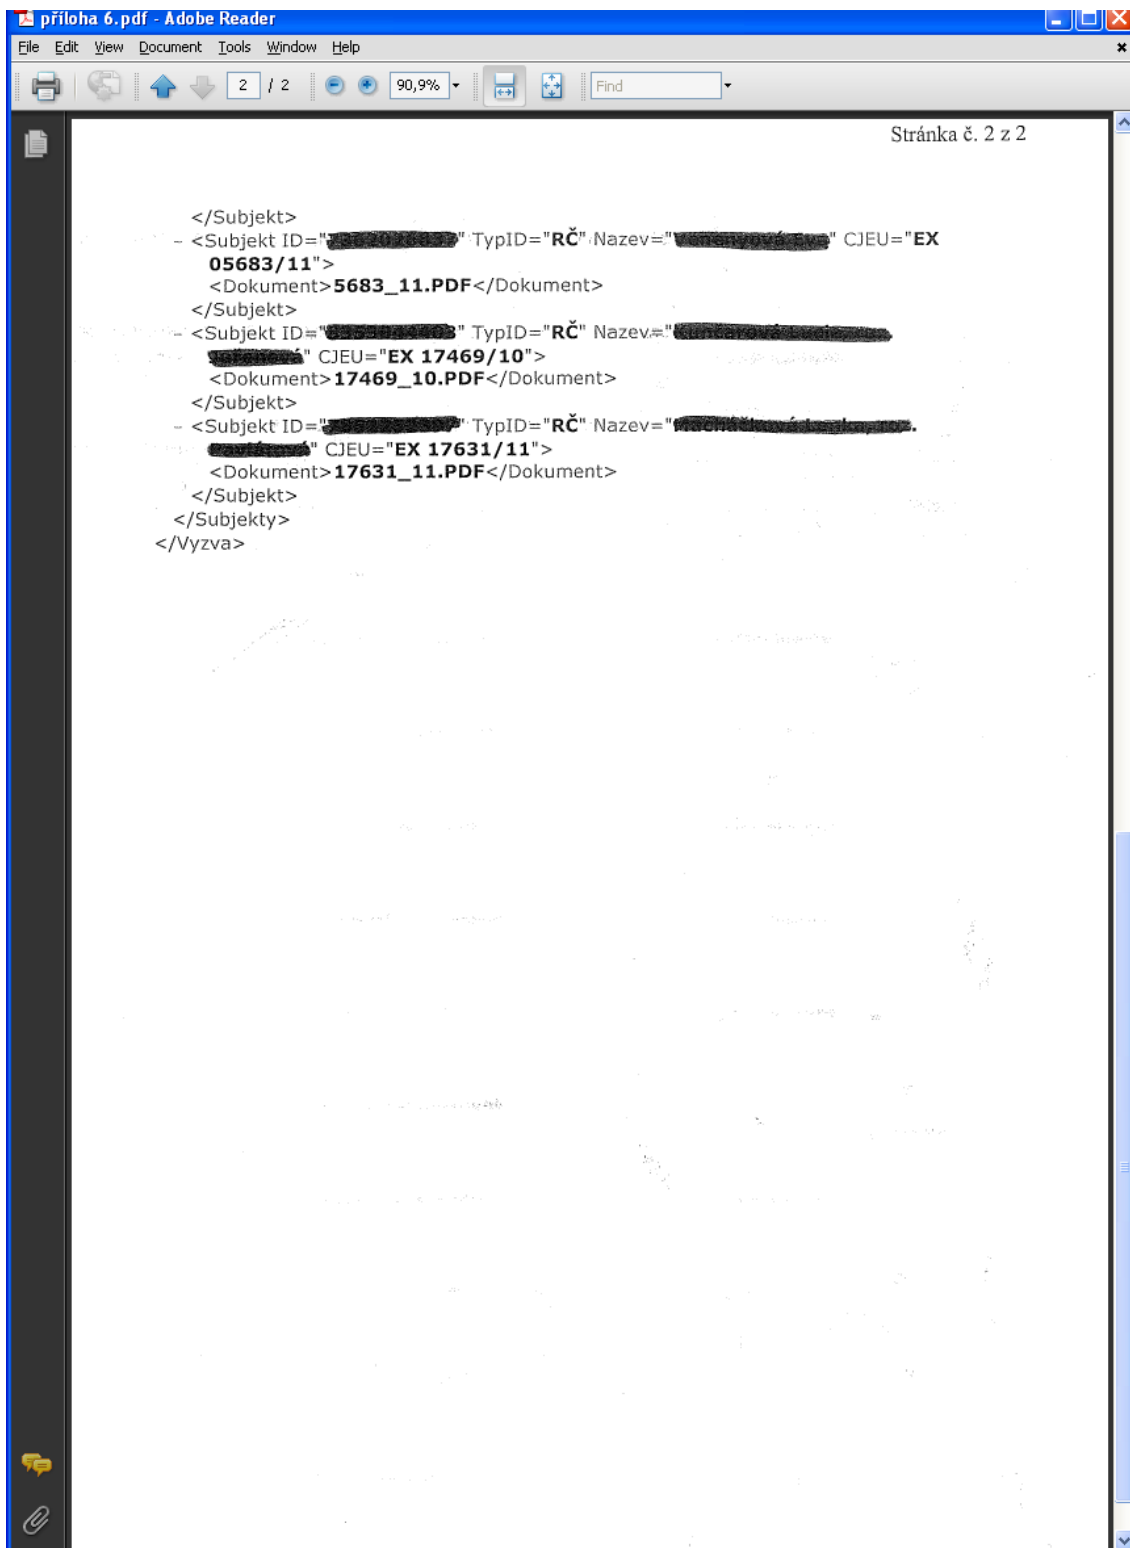 příloha 6.pdf - Adobe Reader
File Edit View Document Tools Window Help
2 / 2 90,9% Find
Stránka č. 2 z 2
</Subjekt>
- <Subjekt ID="" TypID="RČ" Nazev="" CJEU="EX
05683/11">
<Dokument>5683_11.PDF</Dokument>
</Subjekt>
- <Subjekt ID="" TypID="RČ" Nazev="
" CJEU="EX 17469/10">
<Dokument>17469_10.PDF</Dokument>
</Subjekt>
- <Subjekt ID="" TypID="RČ" Nazev="
" CJEU="EX 17631/11">
<Dokument>17631_11.PDF</Dokument>
</Subjekt>
</Subjekty>
</Vyzva>